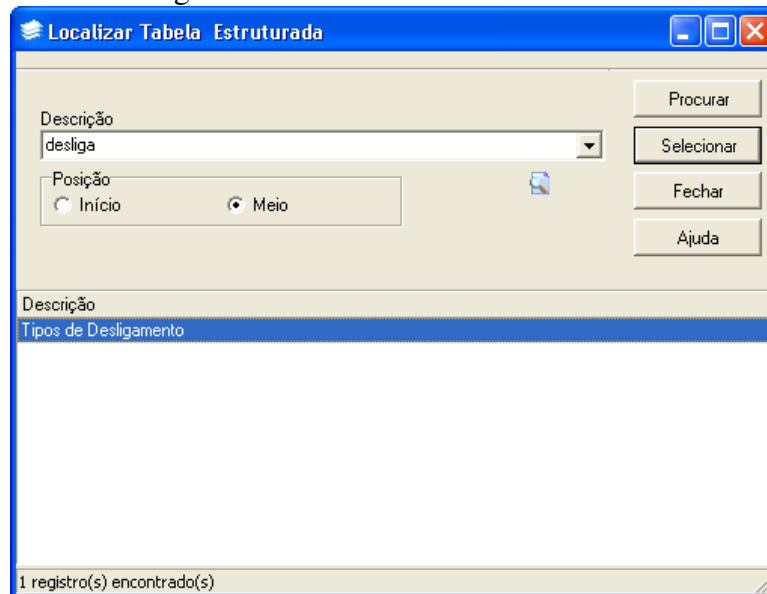 Localizar Tabela Estruturada
Procurar
Descrição
desliga
Selecionar
Posição
Início
Meio
Fechar
Ajuda
Descrição
Tipos de Desligamento
1 registro(s) encontrado(s)